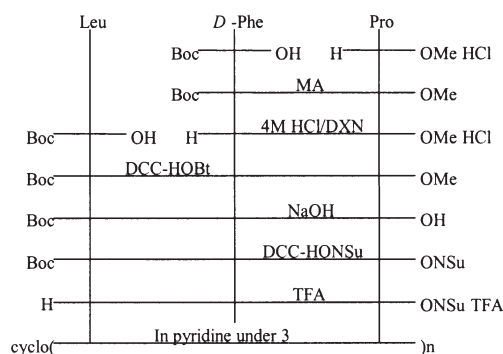 Leu D -Phe Pro
Boc OH H OMe HCl
MA
Boc OMe
4M HCl/DXN
Boc OH H OMe HCl
DCC-HOBt
Boc OMe
NaOH
Boc OH
DCC-HONSu
Boc ONSu
TFA
H ONSu TFA
In pyridine under 3
cyclo( )n